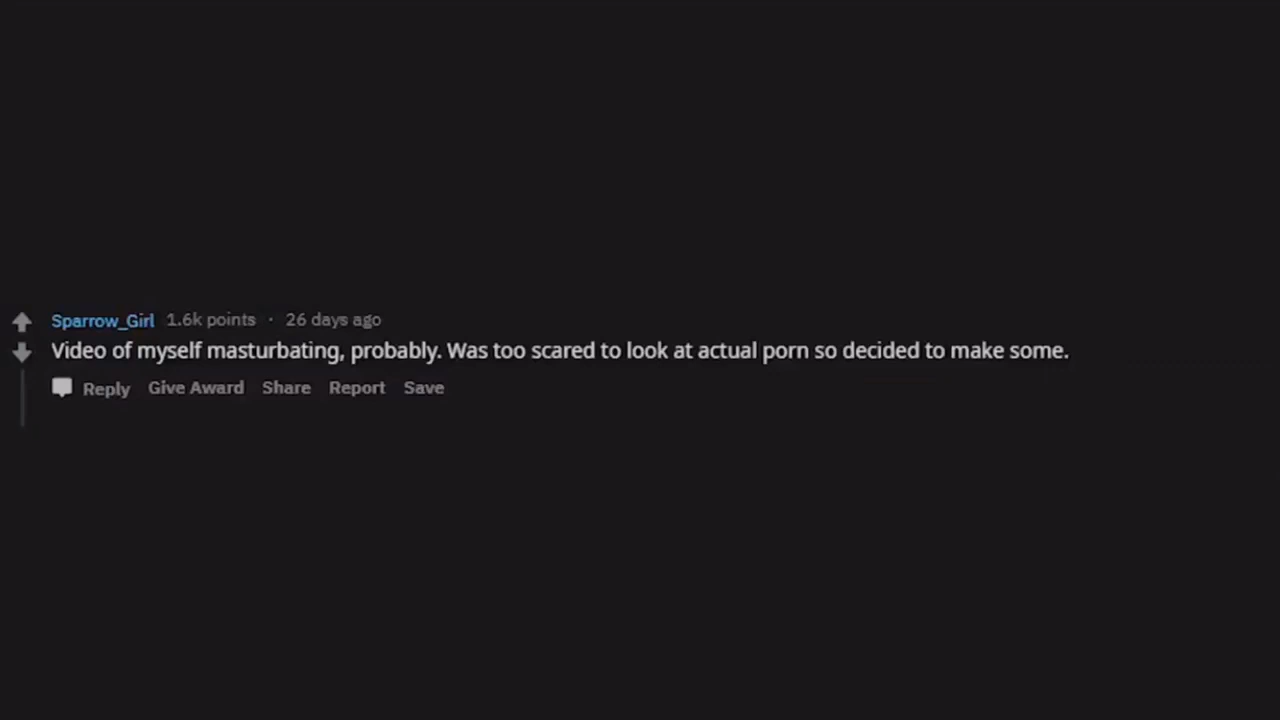 Sparrow_Girl 1.6k points · 26 days ago
Video of myself masturbating, probably. Was too scared to look at actual porn so decided to make some.
Reply Give Award Share Report Save